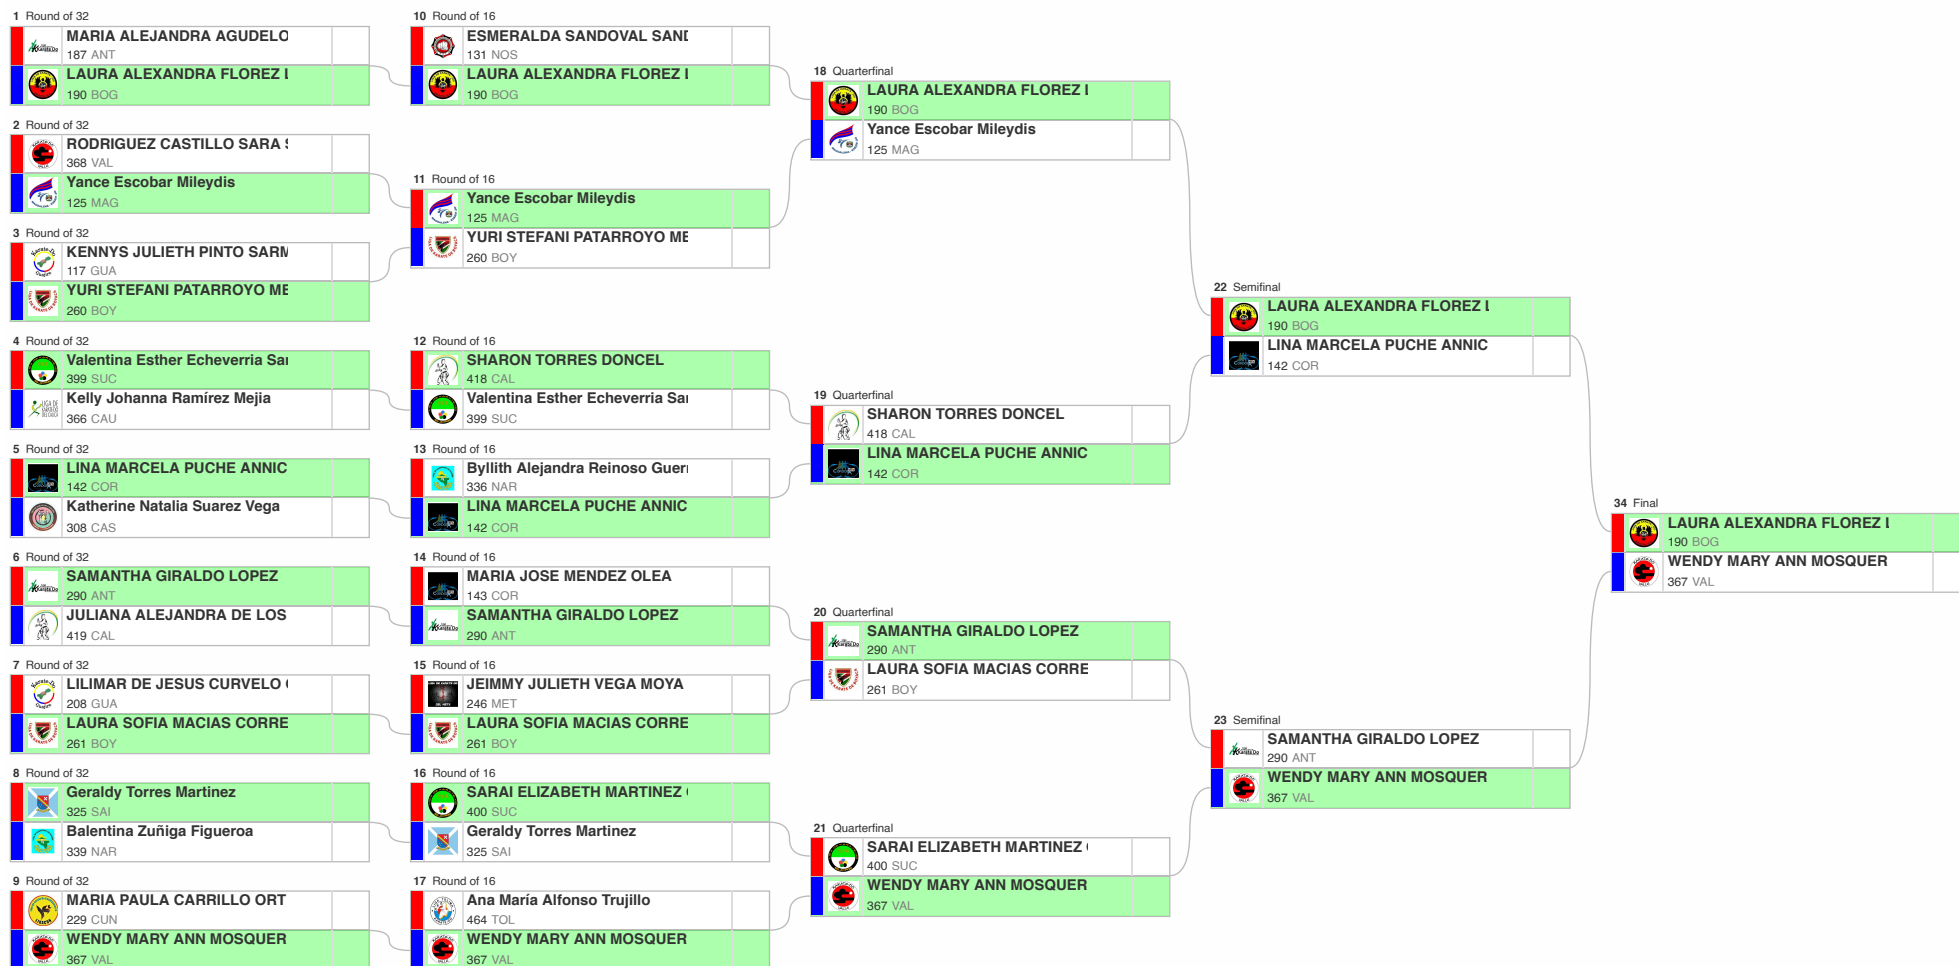 1 Round of 32
MARIA ALEJANDRA AGUDELO
187 ANT
LAURA ALEXANDRA FLOREZ
190 BOG
2 Round of 32
RODRIGUEZ CASTILLO SARA
368 VAL
Yance Escobar Mileydis
125 MAG
3 Round of 32
KENNYS JULIETH PINTO SARM
117 GUA
YURI STEFANI PATARROYO ME
260 BOY
4 Round of 32
Valentina Esther Echeverria Sar
399 SUC
Kelly Johanna Ramírez Mejia
366 CAU
5 Round of 32
LINA MARCELA PUCHE ANNIC
142 COR
Katherine Natalia Suarez Vega
308 CAS
6 Round of 32
SAMANTHA GIRALDO LOPEZ
290 ANT
JULIANA ALEJANDRA DE LOS
419 CAL
7 Round of 32
LILIMAR DE JESUS CURVELO
208 GUA
LAURA SOFIA MACIAS CORRE
261 BOY
8 Round of 32
Geraldy Torres Martinez
325 SAI
Balentina Zuñiga Figueroa
339 NAR
9 Round of 32
MARIA PAULA CARRILLO ORT
229 CUN
WENDY MARY ANN MOSQUER
367 VAL
10 Round of 16
ESMERALDA SANDOVAL SAND
131 NOS
LAURA ALEXANDRA FLOREZ
190 BOG
11 Round of 16
Yance Escobar Mileydis
125 MAG
YURI STEFANI PATARROYO ME
260 BOY
12 Round of 16
SHARON TORRES DONCEL
418 CAL
Valentina Esther Echeverria Sar
399 SUC
13 Round of 16
Byllith Alejandra Reinoso Guerr
336 NAR
LINA MARCELA PUCHE ANNIC
142 COR
14 Round of 16
MARIA JOSE MENDEZ OLEA
143 COR
SAMANTHA GIRALDO LOPEZ
290 ANT
15 Round of 16
JEIMMY JULIETH VEGA MOYA
246 MET
LAURA SOFIA MACIAS CORRE
261 BOY
16 Round of 16
SARAI ELIZABETH MARTINEZ
400 SUC
Geraldy Torres Martinez
325 SAI
17 Round of 16
Ana María Alfonso Trujillo
464 TOL
WENDY MARY ANN MOSQUER
367 VAL
18 Quarterfinal
LAURA ALEXANDRA FLOREZ
190 BOG
Yance Escobar Mileydis
125 MAG
19 Quarterfinal
SHARON TORRES DONCEL
418 CAL
LINA MARCELA PUCHE ANNIC
142 COR
20 Quarterfinal
SAMANTHA GIRALDO LOPEZ
290 ANT
LAURA SOFIA MACIAS CORRE
261 BOY
21 Quarterfinal
SARAI ELIZABETH MARTINEZ
400 SUC
WENDY MARY ANN MOSQUER
367 VAL
22 Semifinal
LAURA ALEXANDRA FLOREZ
190 BOG
LINA MARCELA PUCHE ANNIC
142 COR
23 Semifinal
SAMANTHA GIRALDO LOPEZ
290 ANT
WENDY MARY ANN MOSQUER
367 VAL
34 Final
LAURA ALEXANDRA FLOREZ
190 BOG
WENDY MARY ANN MOSQUER
367 VAL